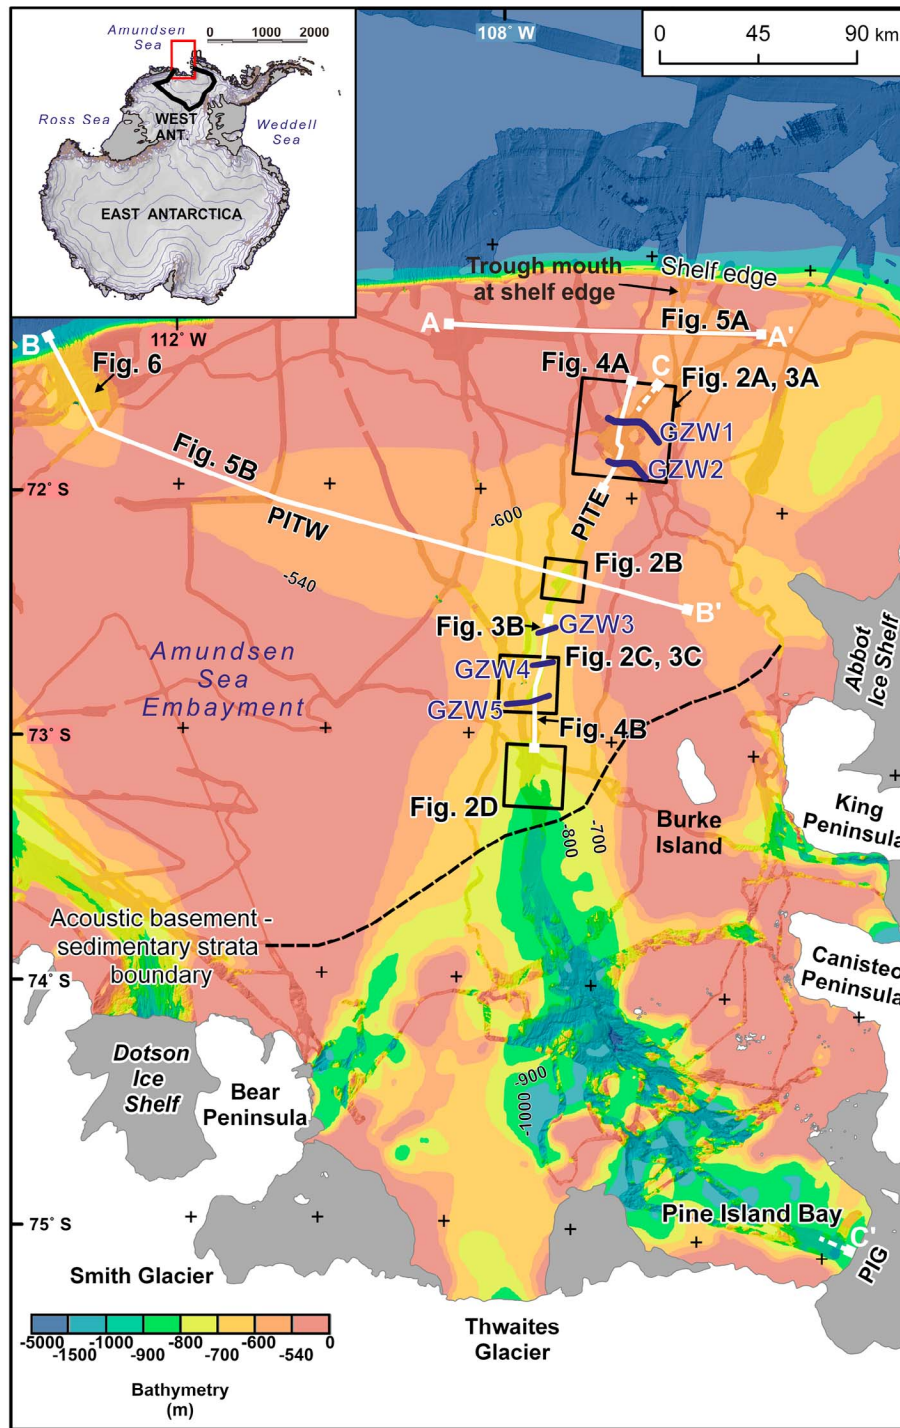 Amundsen
Sea
0 1000 2000
Ross Sea
WEST
ANT.
Weddell
Sea
EAST ANTARCTICA
108° W
0 45 90 km
Trough mouth
at shelf edge
Shelf edge
A
Fig. 5A
A'
B
112° W
Fig. 6
Fig. 4A
C
Fig. 2A, 3A
GZW1
GZW2
Fig. 5B
72° S
PITW
PITE
-600
-540
Fig. 2B
B'
Fig. 3B
GZW3
Fig. 2C, 3C
GZW4
GZW5
Amundsen
Sea
Embayment
Abbot
Ice Shelf
73° S
Fig. 4B
Fig. 2D
Burke
Island
King
Peninsula
-800
-700
Acoustic basement -
sedimentary strata
boundary
74° S
Canisteo
Peninsula
Dotson
Ice
Shelf
Bear
Peninsula
-900
-1000
75° S
Pine Island Bay
C'
PIG
Smith Glacier
Thwaites
Glacier
-5000 -1000 -800 -600 0
-1500 -900 -700 -540
Bathymetry
(m)